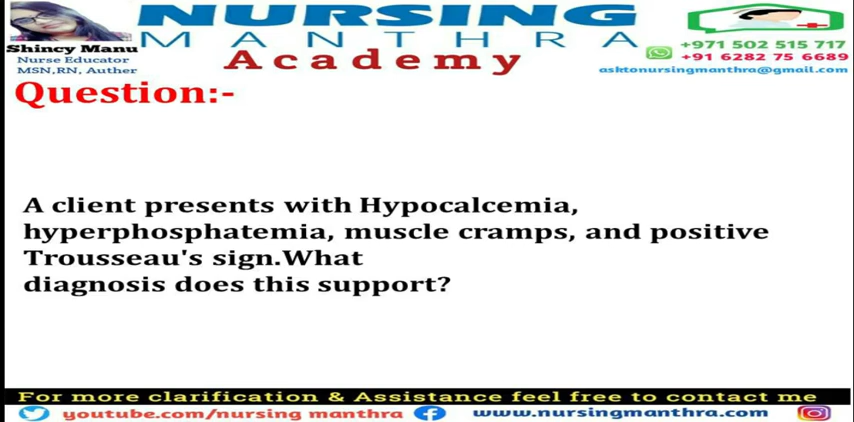 NURSING
MANTHRA
Academy
Shincy Manu
Nurse Educator
MSN,RN, Auther
+971 502 515 717
+91 6282 75 6689
asktonursingmanthra@gmail.com
Question:-
A client presents with Hypocalcemia,
hyperphosphatemia, muscle cramps, and positive
Trousseau's sign.What
diagnosis does this support?
For more clarification & Assistance feel free to contact me
youtube.com/nursing manthra
www.nursingmanthra.com